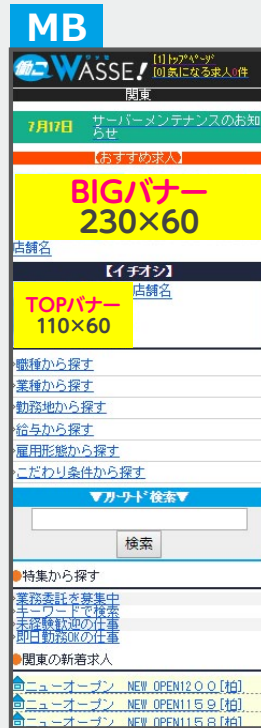 MB
働こWASSE!
[1]トップページ
[0]気になる求人0件
関東
7月17日 サーバーメンテナンスのお知
らせ
【おすすめ求人】
BIGバナー
230×60
店舗名
【イチオシ】
TOPバナー
110×60
店舗名
職種から探す
業種から探す
勤務地から探す
給与から探す
雇用形態から探す
こだわり条件から探す
▼フリーワード検索▼
検索
特集から探す
業務委託を募集中
キーワードで検索
未経験歓迎の仕事
即日勤務OKの仕事
関東の新着求人
ニューオープン NEW OPEN1200[柏]
ニューオープン NEW OPEN1159[柏]
ニューオープン NEW OPEN1158[柏]